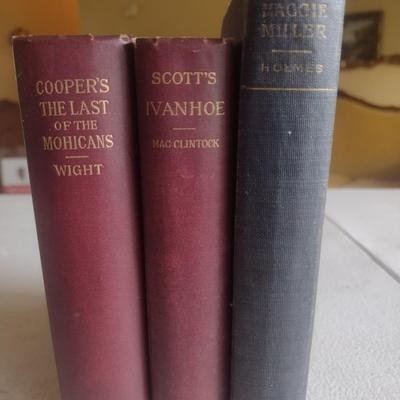 COOPER'S
THE LAST
OF THE
MOHICANS
WIGHT
SCOTT'S
IVANHOE
MAC CLINTOCK
MAGGIE
MILLER
HOLMES